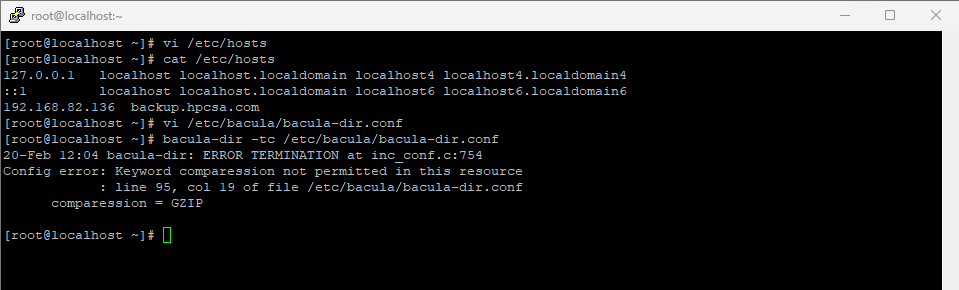 root@localhost:~
[root@localhost ~]# vi /etc/hosts
[root@localhost ~]# cat /etc/hosts
127.0.0.1   localhost localhost.localdomain localhost4 localhost4.localdomain4
::1         localhost localhost.localdomain localhost6 localhost6.localdomain6
192.168.82.136  backup.hpcsa.com
[root@localhost ~]# vi /etc/bacula/bacula-dir.conf
[root@localhost ~]# bacula-dir -tc /etc/bacula/bacula-dir.conf
20-Feb 12:04 bacula-dir: ERROR TERMINATION at inc_conf.c:754
Config error: Keyword comparession not permitted in this resource
            : line 95, col 19 of file /etc/bacula/bacula-dir.conf
      comparession = GZIP
[root@localhost ~]#